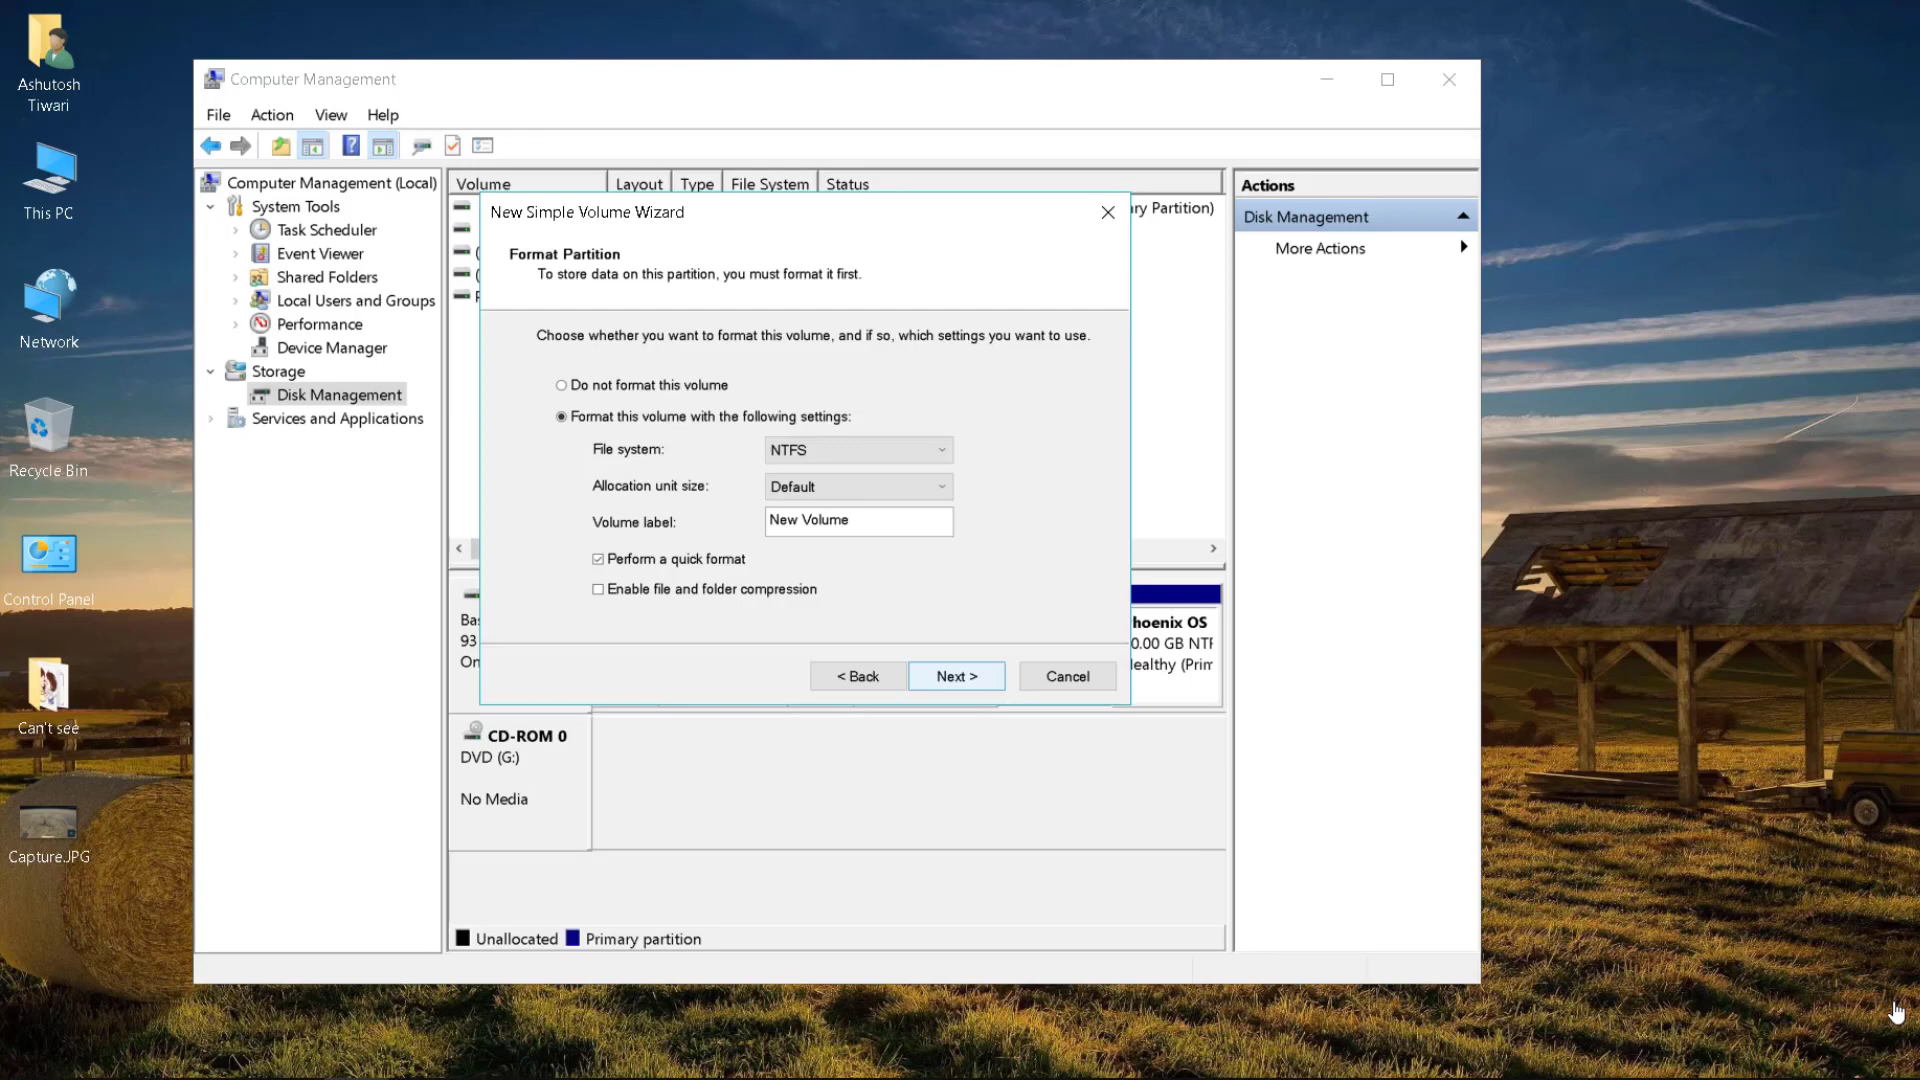 Ashutosh
Tiwari
This PC
Network
Recycle Bin
Control Panel
Can't see
Capture.JPG
Computer Management
File Action View Help
Computer Management (Local)
System Tools
Task Scheduler
Event Viewer
Shared Folders
Local Users and Groups
Performance
Device Manager
Storage
Disk Management
Services and Applications
Volume Layout Type File System Status
ry Partition)
New Simple Volume Wizard
Format Partition
To store data on this partition, you must format it first.
Choose whether you want to format this volume, and if so, which settings you want to use.
Do not format this volume
Format this volume with the following settings:
File system: NTFS
Allocation unit size: Default
Volume label: New Volume
Perform a quick format
Enable file and folder compression
< Back Next > Cancel
Ba
93
On
hoenix OS
0.00 GB NTF
ealthy (Prim
CD-ROM 0
DVD (G:)
No Media
Unallocated Primary partition
Actions
Disk Management
More Actions